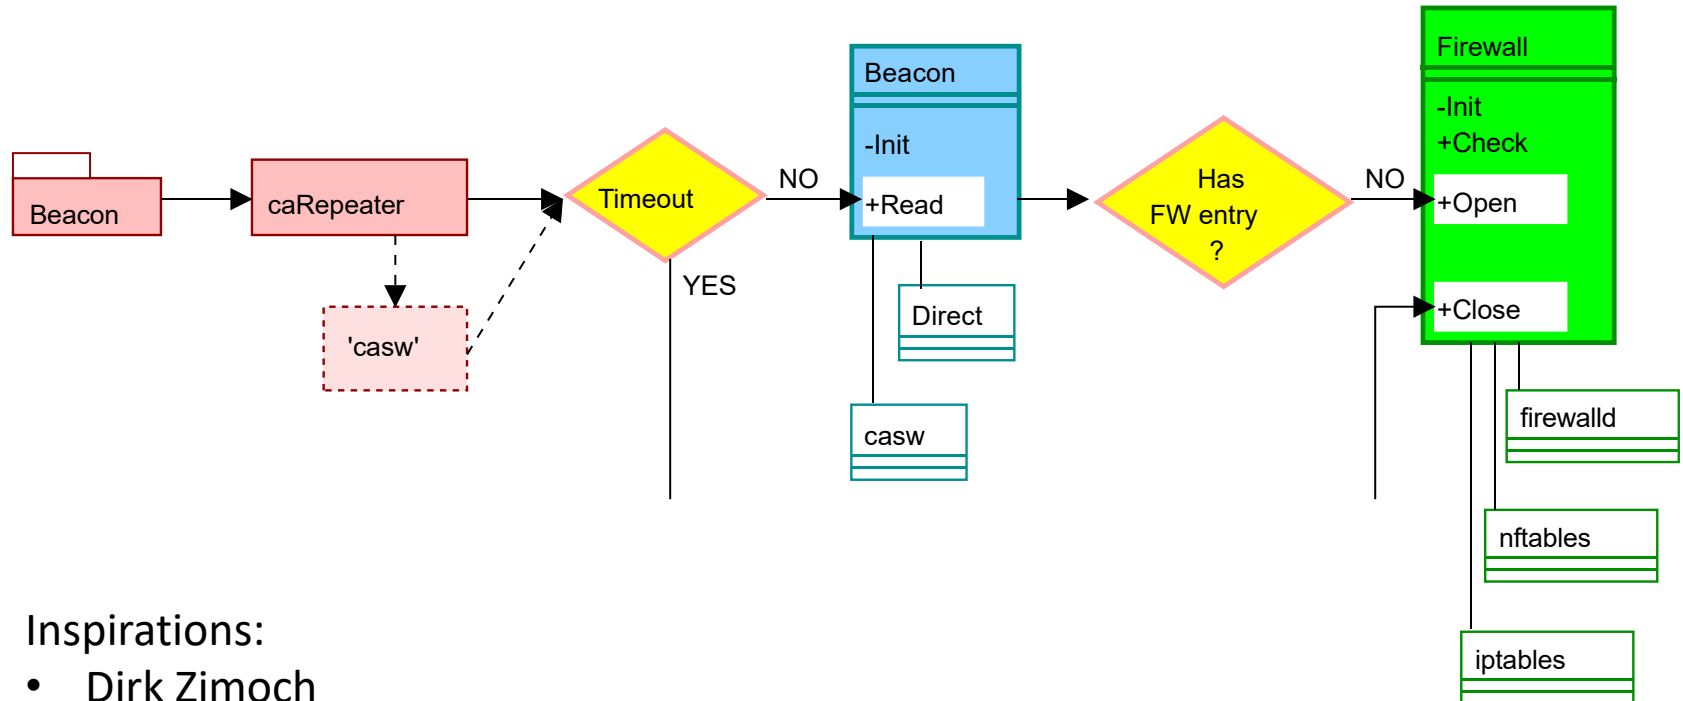 Beacon
caRepeater
'casw'
Timeout
NO
YES
Beacon
-Init
+Read
Direct
casw
Has
FW entry
?
NO
Firewall
-Init
+Check
+Open
+Close
firewalld
nftables
iptables
Inspirations:
• Dirk Zimoch